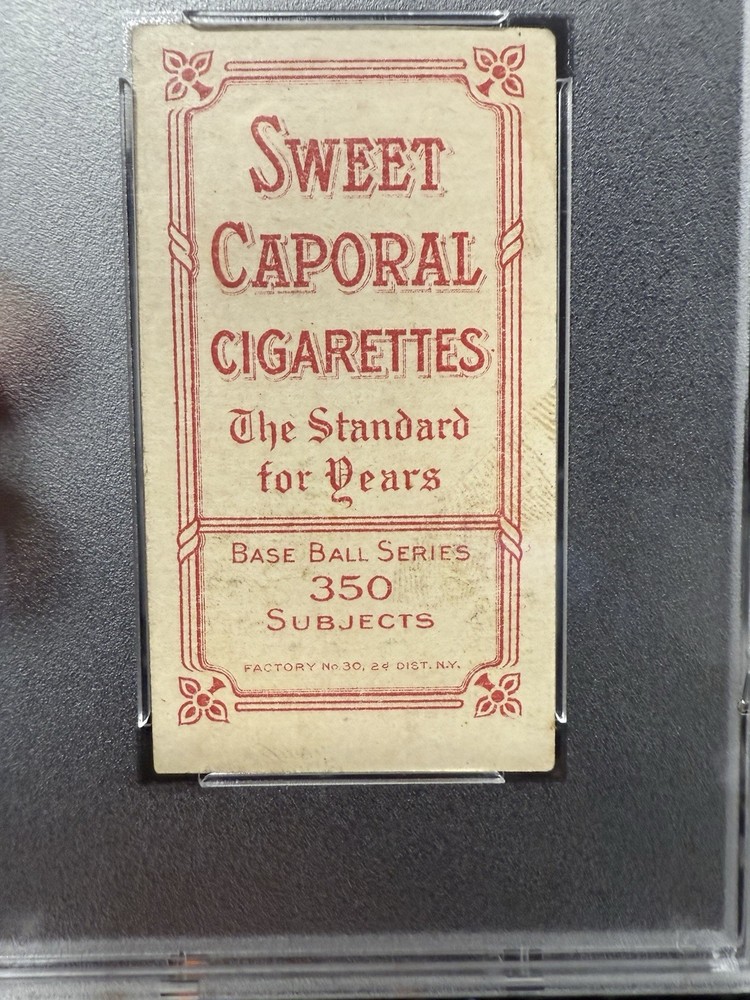 SWEET
CAPORAL
CIGARETTES
The Standard
for Years
BASE BALL SERIES
350
SUBJECTS
FACTORY No. 30, 2d DIST. N.Y.